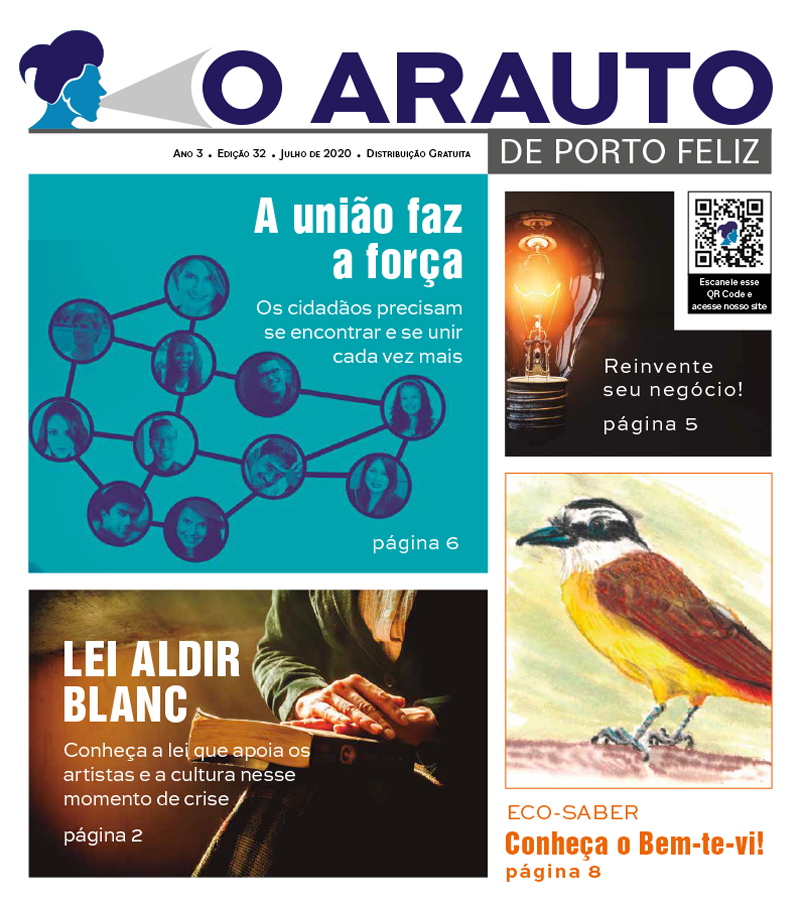 O ARAUTO
DE PORTO FELIZ
Ano 3 • Edição 32 • Julho de 2020 • Distribuição Gratuita
A união faz
a força
Os cidadãos precisam
se encontrar e se unir
cada vez mais
página 6
Escaneie esse
QR Code e
acesse nosso site
Reinvente
seu negócio!
página 5
LEI ALDIR
BLANC
Conheça a lei que apoia os
artistas e a cultura nesse
momento de crise
página 2
ECO-SABER
Conheça o Bem-te-vi!
página 8